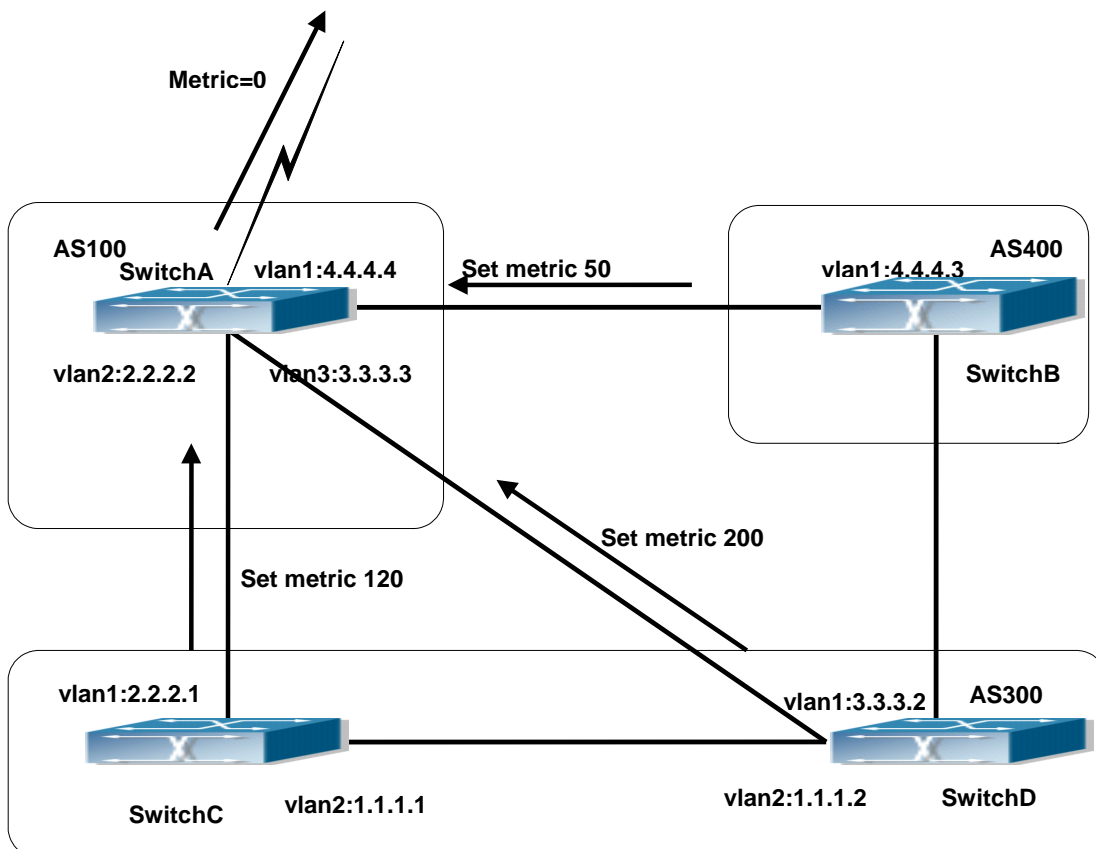 Metric=0
AS100
SwitchA
vlan1:4.4.4.4
Set metric 50
AS400
vlan1:4.4.4.3
vlan2:2.2.2.2
vlan3:3.3.3.3
SwitchB
Set metric 200
Set metric 120
vlan1:2.2.2.1
vlan1:3.3.3.2
AS300
SwitchC
vlan2:1.1.1.1
vlan2:1.1.1.2
SwitchD